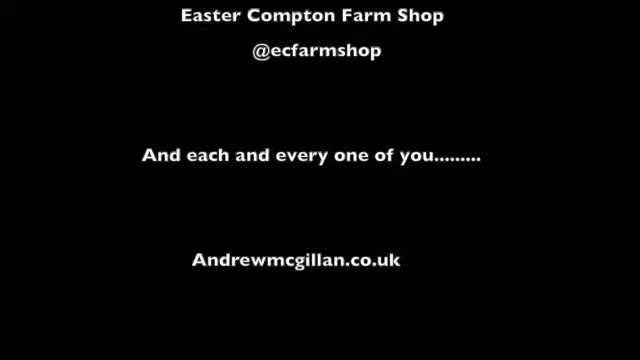 Easter Compton Farm Shop
@ecfarmshop
And each and every one of you.........
Andrewmcgillan.co.uk